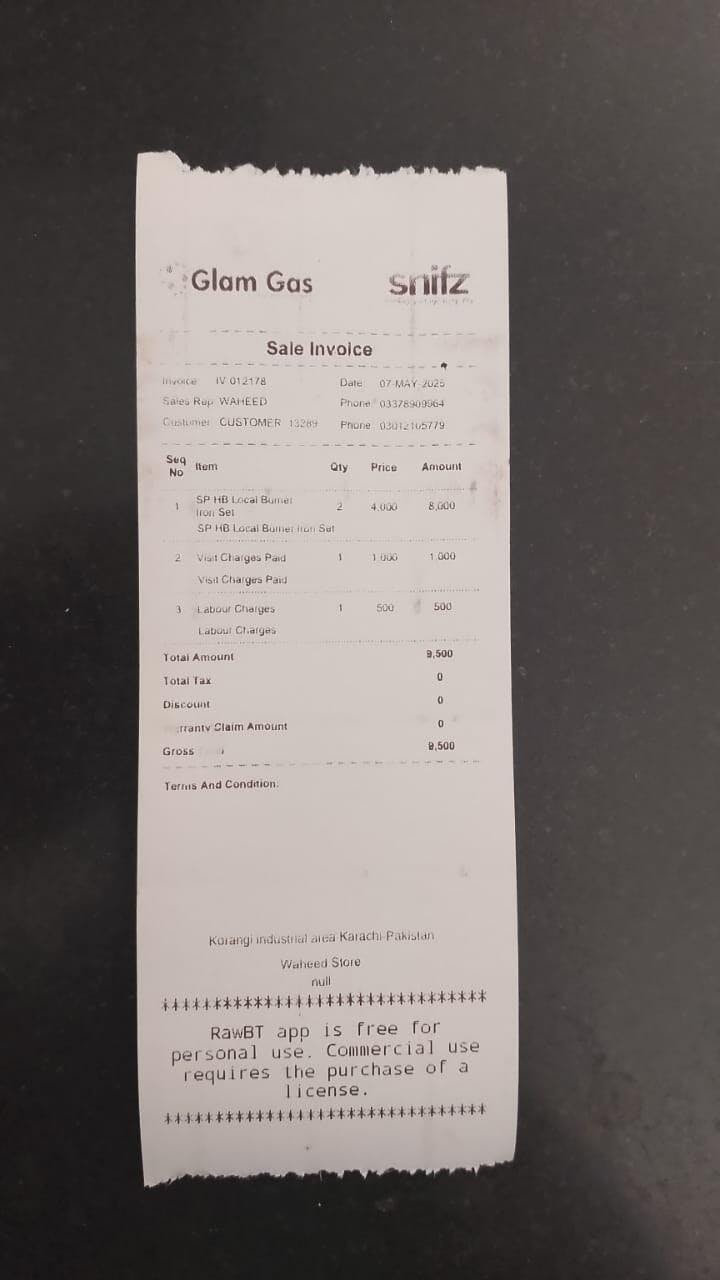 Glam Gas snifz
Sale Invoice
Invoice IV 012178 Date: 07-MAY-2025
Sales Rep WAHEED Phone: 03378909964
Customer CUSTOMER 13289 Phone 03012105779
Seq No Item Qty Price Amount
1 SP HB Local Burner Iron Set 2 4,000 8,000
SP HB Local Burner Iron Set
2 Visit Charges Paid 1 1,000 1,000
Visit Charges Paid
3 Labour Charges 1 500 500
Labour Charges
Total Amount 9,500
Total Tax 0
Discount 0
rranty Claim Amount 0
Gross 9,500
Terms And Condition:
Korangi industrial area Karachi-Pakistan
Waheed Store
null
*******************************
RawBT app is free for
personal use. Commercial use
requires the purchase of a
license.
*******************************